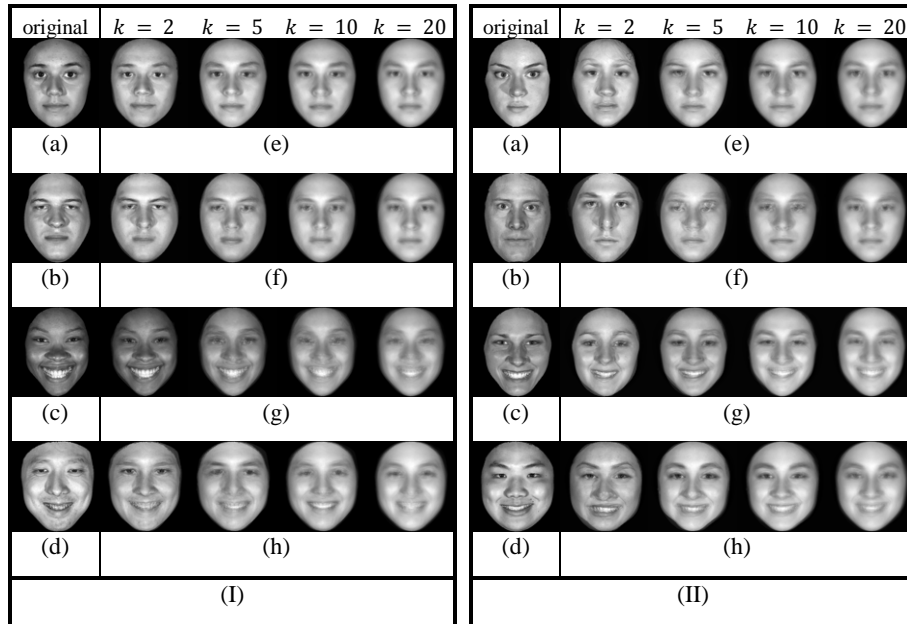 original k = 2 k = 5 k = 10 k = 20
(a) (e)
(b) (f)
(c) (g)
(d) (h)
(I)
original k = 2 k = 5 k = 10 k = 20
(a) (e)
(b) (f)
(c) (g)
(d) (h)
(II)